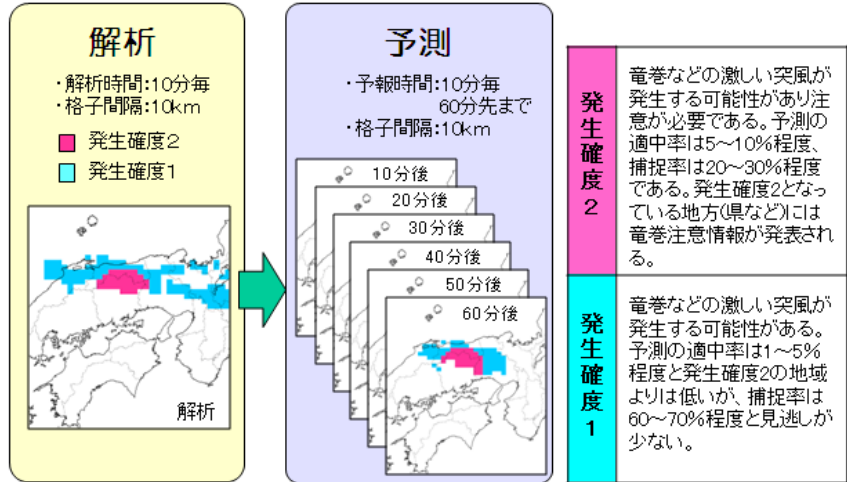 解析
・解析時間:10分毎
・格子間隔:10km
発生確度2
発生確度1
解析
予測
・予報時間:10分毎
60分先まで
・格子間隔:10km
10分後
20分後
30分後
40分後
50分後
60分後
発生確度2
竜巻などの激しい突風が
発生する可能性があり注
意が必要である。予測の
適中率は5~10%程度、
捕捉率は20~30%程度
である。発生確度2となっ
ている地方(県など)には
竜巻注意情報が発表され
る。
発生確度1
竜巻などの激しい突風が
発生する可能性がある。
予測の適中率は1~5%
程度と発生確度2の地域
よりは低いが、捕捉率は
60~70%程度と見逃しが
少ない。